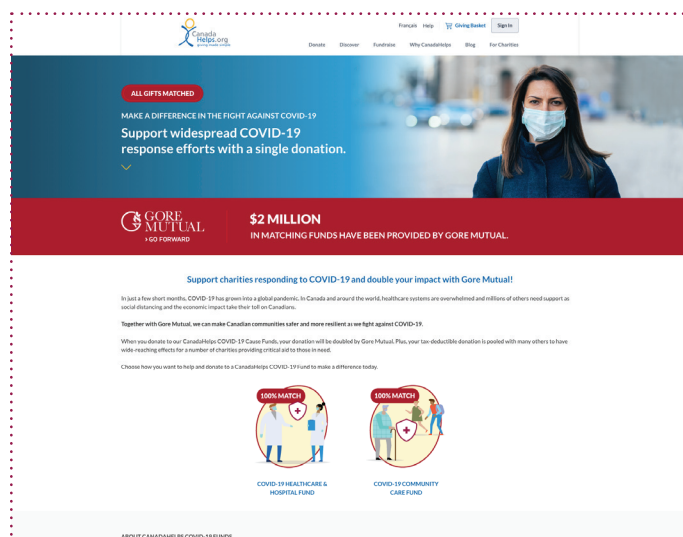 Français Help Giving Basket Sign In
Canada
Helps.org
giving made simple
Donate Discover Fundraise Why CanadaHelps Blog For Charities
ALL GIFTS MATCHED
MAKE A DIFFERENCE IN THE FIGHT AGAINST COVID-19
Support widespread COVID-19
response efforts with a single donation.
GORE
MUTUAL
>GO FORWARD
$2 MILLION
IN MATCHING FUNDS HAVE BEEN PROVIDED BY GORE MUTUAL.
Support charities responding to COVID-19 and double your impact with Gore Mutual!
In just a few short months, COVID-19 has grown into a global pandemic. In Canada and around the world, healthcare systems are overwhelmed and millions of others need support as
social distancing and the economic impact take their toll on Canadians.
Together with Gore Mutual, we can make Canadian communities safer and more resilient as we fight against COVID-19.
When you donate to our CanadaHelps COVID-19 Cause Funds, your donation will be doubled by Gore Mutual. Plus, your tax-deductible donation is pooled with many others to have
wide-reaching effects for a number of charities providing critical aid to those in need.
Choose how you want to help and donate to a CanadaHelps COVID-19 Fund to make a difference today.
100% MATCH
100% MATCH
COVID-19 HEALTHCARE &
HOSPITAL FUND
COVID-19 COMMUNITY
CARE FUND
ABOUT CANADAHELPS COVID-19 FUNDS